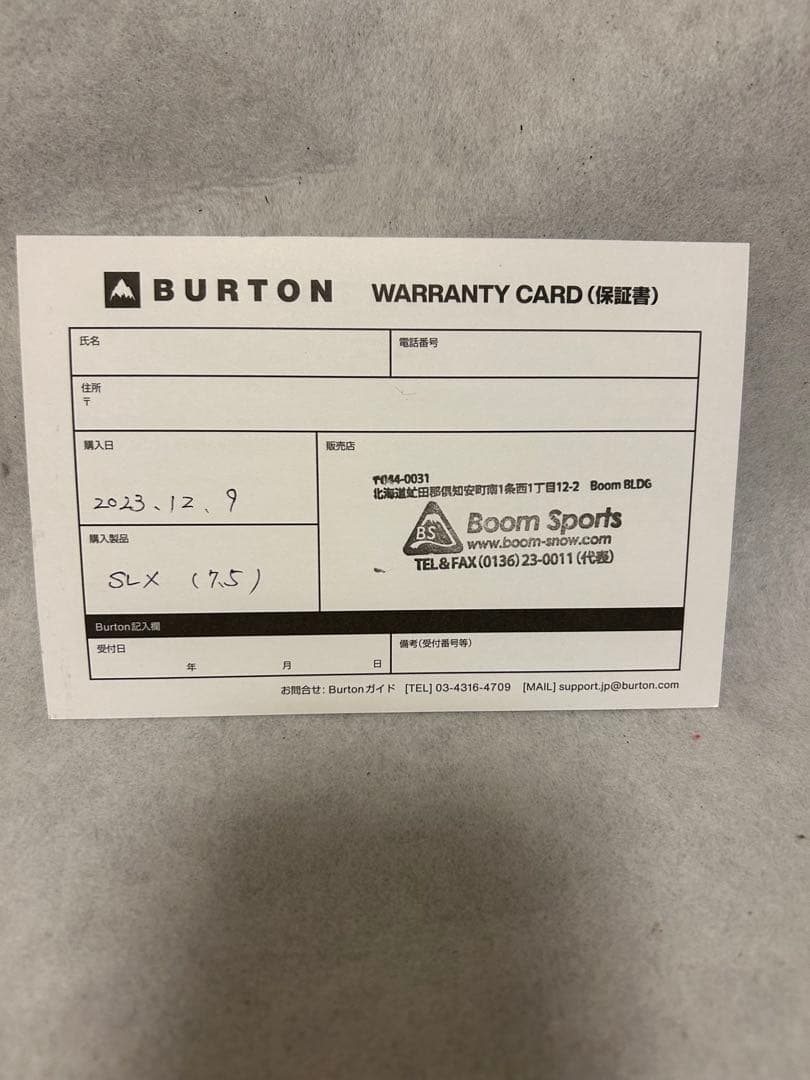 BURTON WARRANTY CARD(保証書)
氏名
電話番号
住所
〒
購入日
2023.12.9
販売店
〒044-0031
北海道虻田郡倶知安町南1条西1丁目12-2 Boom BLDG
BS
Boom Sports
www.boom-snow.com
TEL&FAX(0136)23-0011(代表)
購入製品
SLX (7.5)
Burton記入欄
受付日
年 月 日
備考(受付番号等)
お問合せ: Burtonガイド [TEL] 03-4316-4709 [MAIL] support.jp@burton.com